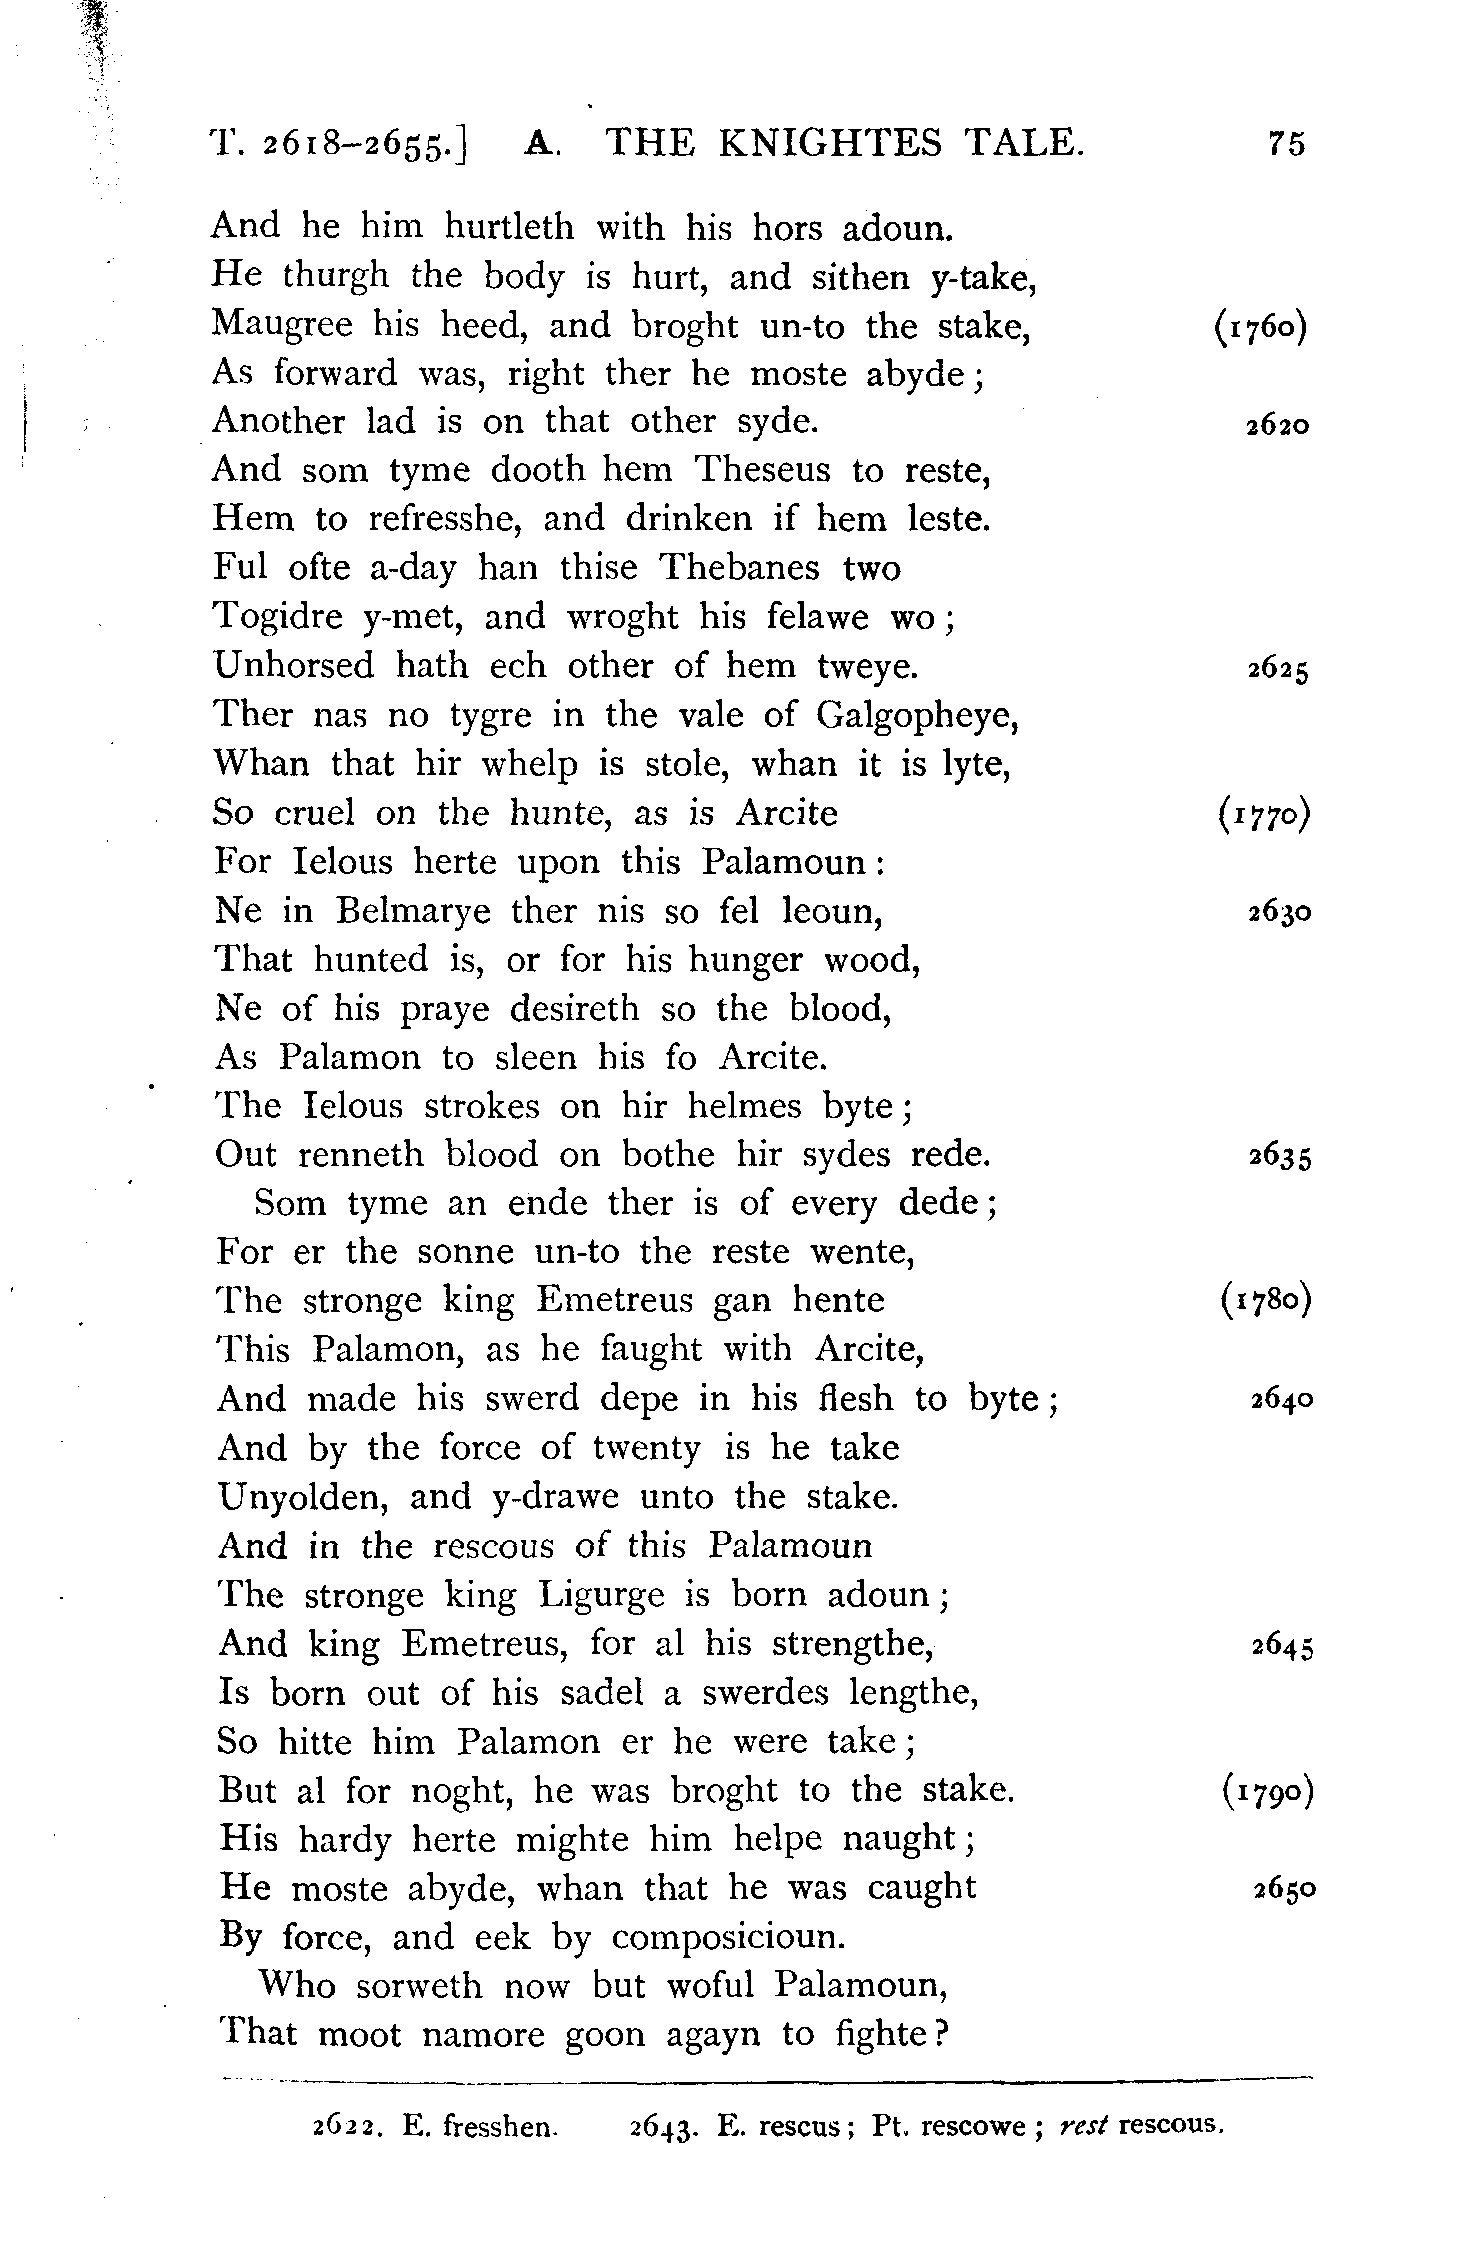 T. 2618–2655.] A. THE KNIGHTES TALE. 75
And he him hurtleth with his hors adoun.
He thurgh the body is hurt, and sithen y-take,
Maugree his heed, and broght un-to the stake, (1760)
As forward was, right ther he moste abyde;
Another lad is on that other syde. 2620
And som tyme dooth hem Theseus to reste,
Hem to refresshe, and drinken if hem leste.
Ful ofte a-day han thise Thebanes two
Togidre y-met, and wroght his felawe wo;
Unhorsed hath ech other of hem tweye. 2625
Ther nas no tygre in the vale of Galgopheye,
Whan that hir whelp is stole, whan it is lyte,
So cruel on the hunte, as is Arcite (1770)
For Ielous herte upon this Palamoun:
Ne in Belmarye ther nis so fel leoun, 2630
That hunted is, or for his hunger wood,
Ne of his praye desireth so the blood,
As Palamon to sleen his fo Arcite.
The Ielous strokes on hir helmes byte;
Out renneth blood on bothe hir sydes rede. 2635
Som tyme an ende ther is of every dede;
For er the sonne un-to the reste wente,
The stronge king Emetreus gan hente (1780)
This Palamon, as he faught with Arcite,
And made his swerd depe in his flesh to byte; 2640
And by the force of twenty is he take
Unyolden, and y-drawe unto the stake.
And in the rescous of this Palamoun
The stronge king Ligurge is born adoun;
And king Emetreus, for al his strengthe, 2645
Is born out of his sadel a swerdes lengthe,
So hitte him Palamon er he were take;
But al for noght, he was broght to the stake. (1790)
His hardy herte mighte him helpe naught;
He moste abyde, whan that he was caught 2650
By force, and eek by composicioun.
Who sorweth now but woful Palamoun,
That moot namore goon agayn to fighte?
2622. E. fresshen. 2643. E. rescus; Pt. rescowe; rest rescous.